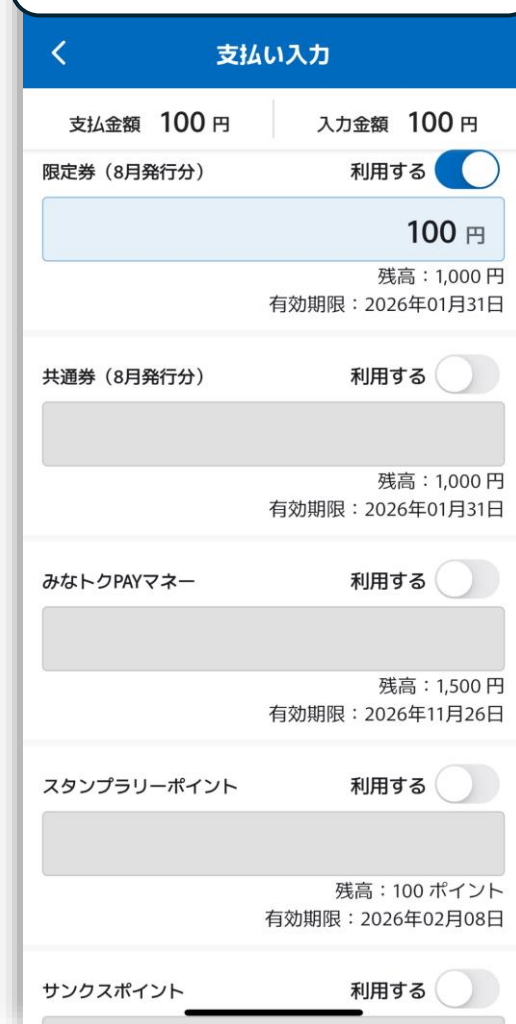 支払い入力
支払金額 100 円 入力金額 100 円
限定券（8月発行分） 利用する
100 円
残高：1,000 円
有効期限：2026年01月31日
共通券（8月発行分） 利用する
残高：1,000 円
有効期限：2026年01月31日
みなトクPAYマネー 利用する
残高：1,500 円
有効期限：2026年11月26日
スタンプラリーポイント 利用する
残高：100 ポイント
有効期限：2026年02月08日
サンクスポイント 利用する